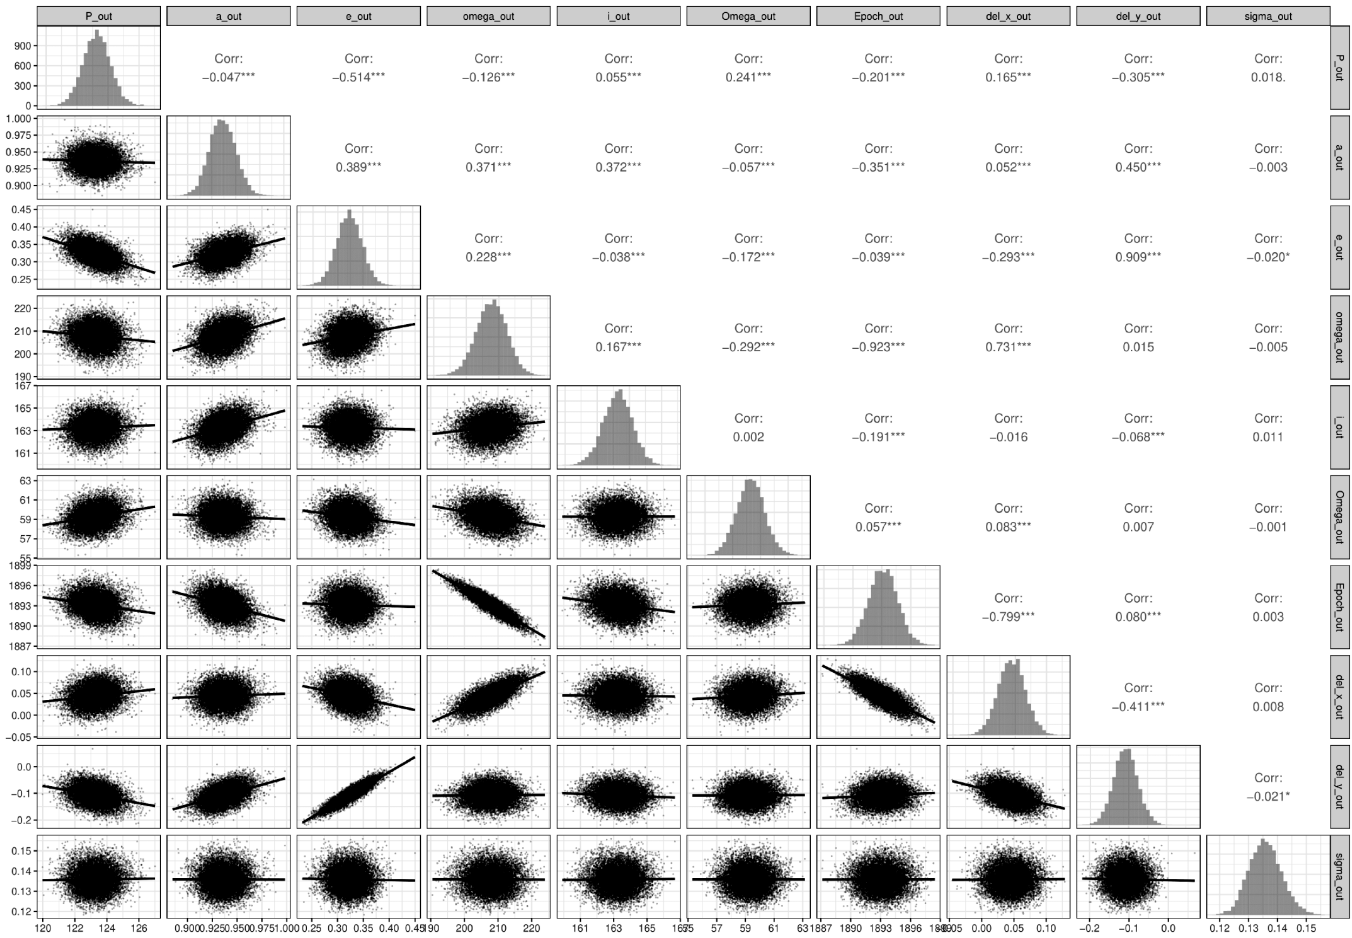 P_out a_out e_out omega_out i_out Omega_out Epoch_out del_x_out del_y_out sigma_out
900
600
300
0
Corr: Corr: Corr: Corr: Corr: Corr: Corr: Corr: Corr:
−0.047*** −0.514*** −0.126*** 0.055*** 0.241*** −0.201*** 0.165*** −0.305*** 0.018.
P_out
1.000
0.975
0.950
0.925
0.900
Corr: Corr: Corr: Corr: Corr: Corr: Corr: Corr:
0.389*** 0.371*** 0.372*** −0.057*** −0.351*** 0.052*** 0.450*** −0.003
a_out
0.45
0.40
0.35
0.30
0.25
Corr: Corr: Corr: Corr: Corr: Corr: Corr:
0.228*** −0.038*** −0.172*** −0.039*** −0.293*** 0.909*** −0.020*
e_out
220
210
200
190
Corr: Corr: Corr: Corr: Corr: Corr:
0.167*** −0.292*** −0.923*** 0.731*** 0.015 −0.005
omega_out
167
165
163
161
Corr: Corr: Corr: Corr: Corr:
0.002 −0.191*** −0.016 −0.068*** 0.011
i_out
63
61
59
57
55
Corr: Corr: Corr: Corr:
0.057*** 0.083*** 0.007 −0.001
Omega_out
1899
1896
1893
1890
1887
Corr: Corr: Corr:
−0.799*** 0.080*** 0.003
Epoch_out
0.10
0.05
0.00
−0.05
Corr: Corr:
−0.411*** 0.008
del_x_out
0.0
−0.1
−0.2
Corr:
−0.021*
del_y_out
0.15
0.14
0.13
0.12
sigma_out
120 122 124 126 0.900 0.925 0.950 0.975 1.000 0.25 0.30 0.35 0.40 0.45 190 200 210 220 161 163 165 167 55 57 59 61 63 1887 1890 1893 1896 1899 −0.05 0.00 0.05 0.10 −0.2 −0.1 0.0 0.12 0.13 0.14 0.15